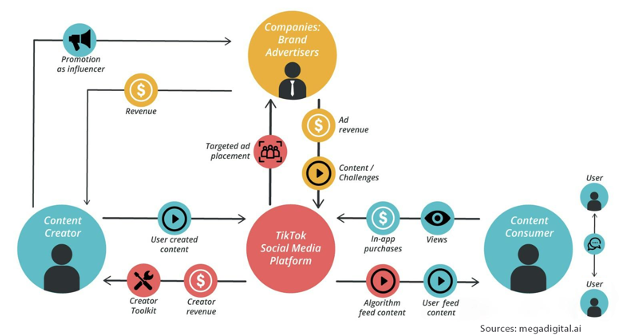 Companies:
Brand
Advertisers
Promotion
as influencer
$
Revenue
$
Ad
revenue
Targeted ad
placement
Content /
Challenges
User
Content
Creator
User created
content
TikTok
Social Media
Platform
$
In-app
purchases
Views
Content
Consumer
Creator
Toolkit
$
Creator
revenue
Algorithm
feed content
User feed
content
User
Sources: megadigital.ai